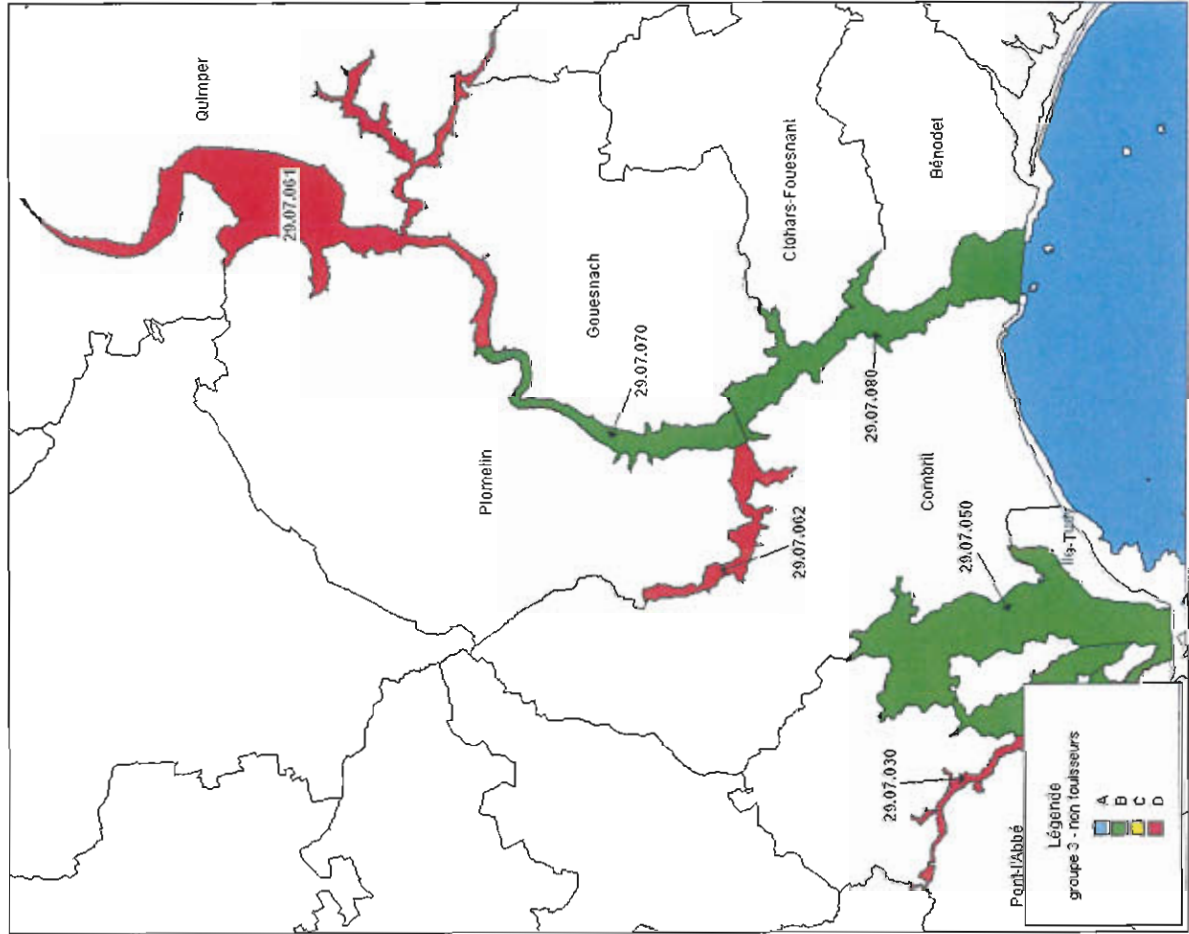 Quimper
29.07.061
Gouesnach
29.07.070
Clohars-Fouesnant
Bénodet
29.07.080
Plomelin
29.07.062
Combrit
29.07.050
Ile-Tudy
29.07.030
Pont-l'Abbé
Légende
groupe 3 - non fouisseurs
A
B
C
D